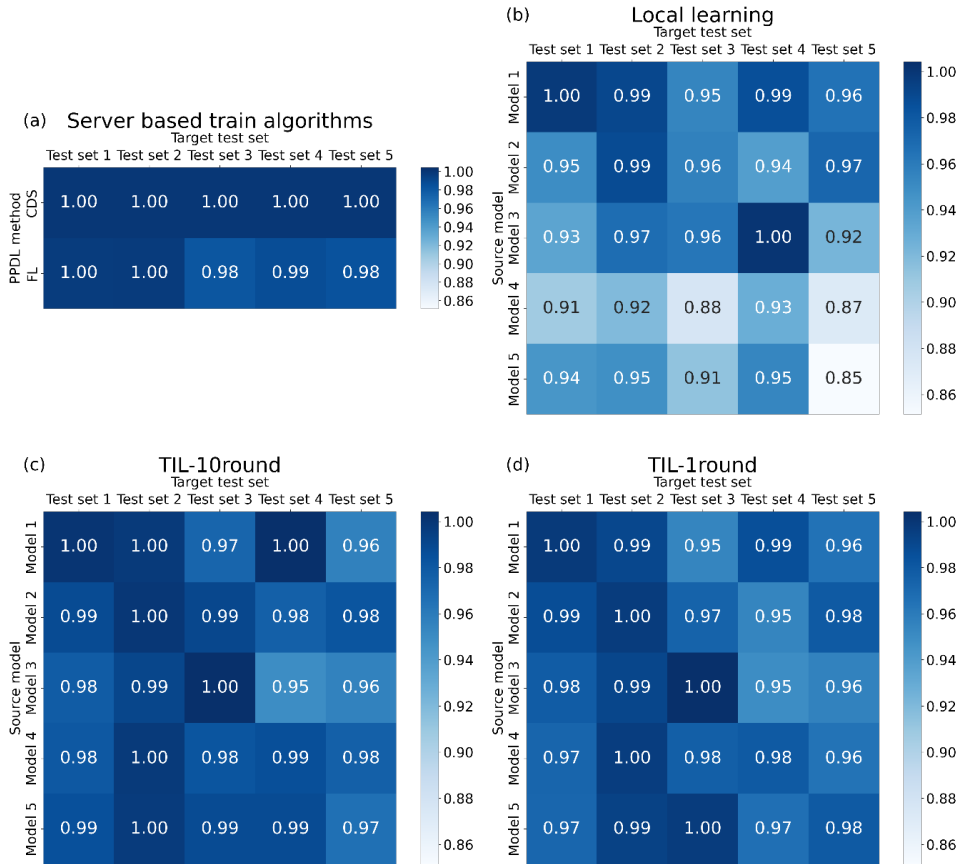 (a) Server based train algorithms
Target test set
Test set 1 Test set 2 Test set 3 Test set 4 Test set 5
PPDL method
CDS 1.00 1.00 1.00 1.00 1.00
FL 1.00 1.00 0.98 0.99 0.98
1.00
0.98
0.96
0.94
0.92
0.90
0.88
0.86
(b) Local learning
Target test set
Test set 1 Test set 2 Test set 3 Test set 4 Test set 5
Source model
Model 1 1.00 0.99 0.95 0.99 0.96
Model 2 0.95 0.99 0.96 0.94 0.97
Model 3 0.93 0.97 0.96 1.00 0.92
Model 4 0.91 0.92 0.88 0.93 0.87
Model 5 0.94 0.95 0.91 0.95 0.85
1.00
0.98
0.96
0.94
0.92
0.90
0.88
0.86
(c) TIL-10round
Target test set
Test set 1 Test set 2 Test set 3 Test set 4 Test set 5
Source model
Model 1 1.00 1.00 0.97 1.00 0.96
Model 2 0.99 1.00 0.99 0.98 0.98
Model 3 0.98 0.99 1.00 0.95 0.96
Model 4 0.98 1.00 0.98 0.99 0.98
Model 5 0.99 1.00 0.99 0.99 0.97
1.00
0.98
0.96
0.94
0.92
0.90
0.88
0.86
(d) TIL-1round
Target test set
Test set 1 Test set 2 Test set 3 Test set 4 Test set 5
Source model
Model 1 1.00 0.99 0.95 0.99 0.96
Model 2 0.99 1.00 0.97 0.95 0.98
Model 3 0.98 0.99 1.00 0.95 0.96
Model 4 0.97 1.00 0.98 0.98 0.96
Model 5 0.97 0.99 1.00 0.97 0.98
1.00
0.98
0.96
0.94
0.92
0.90
0.88
0.86